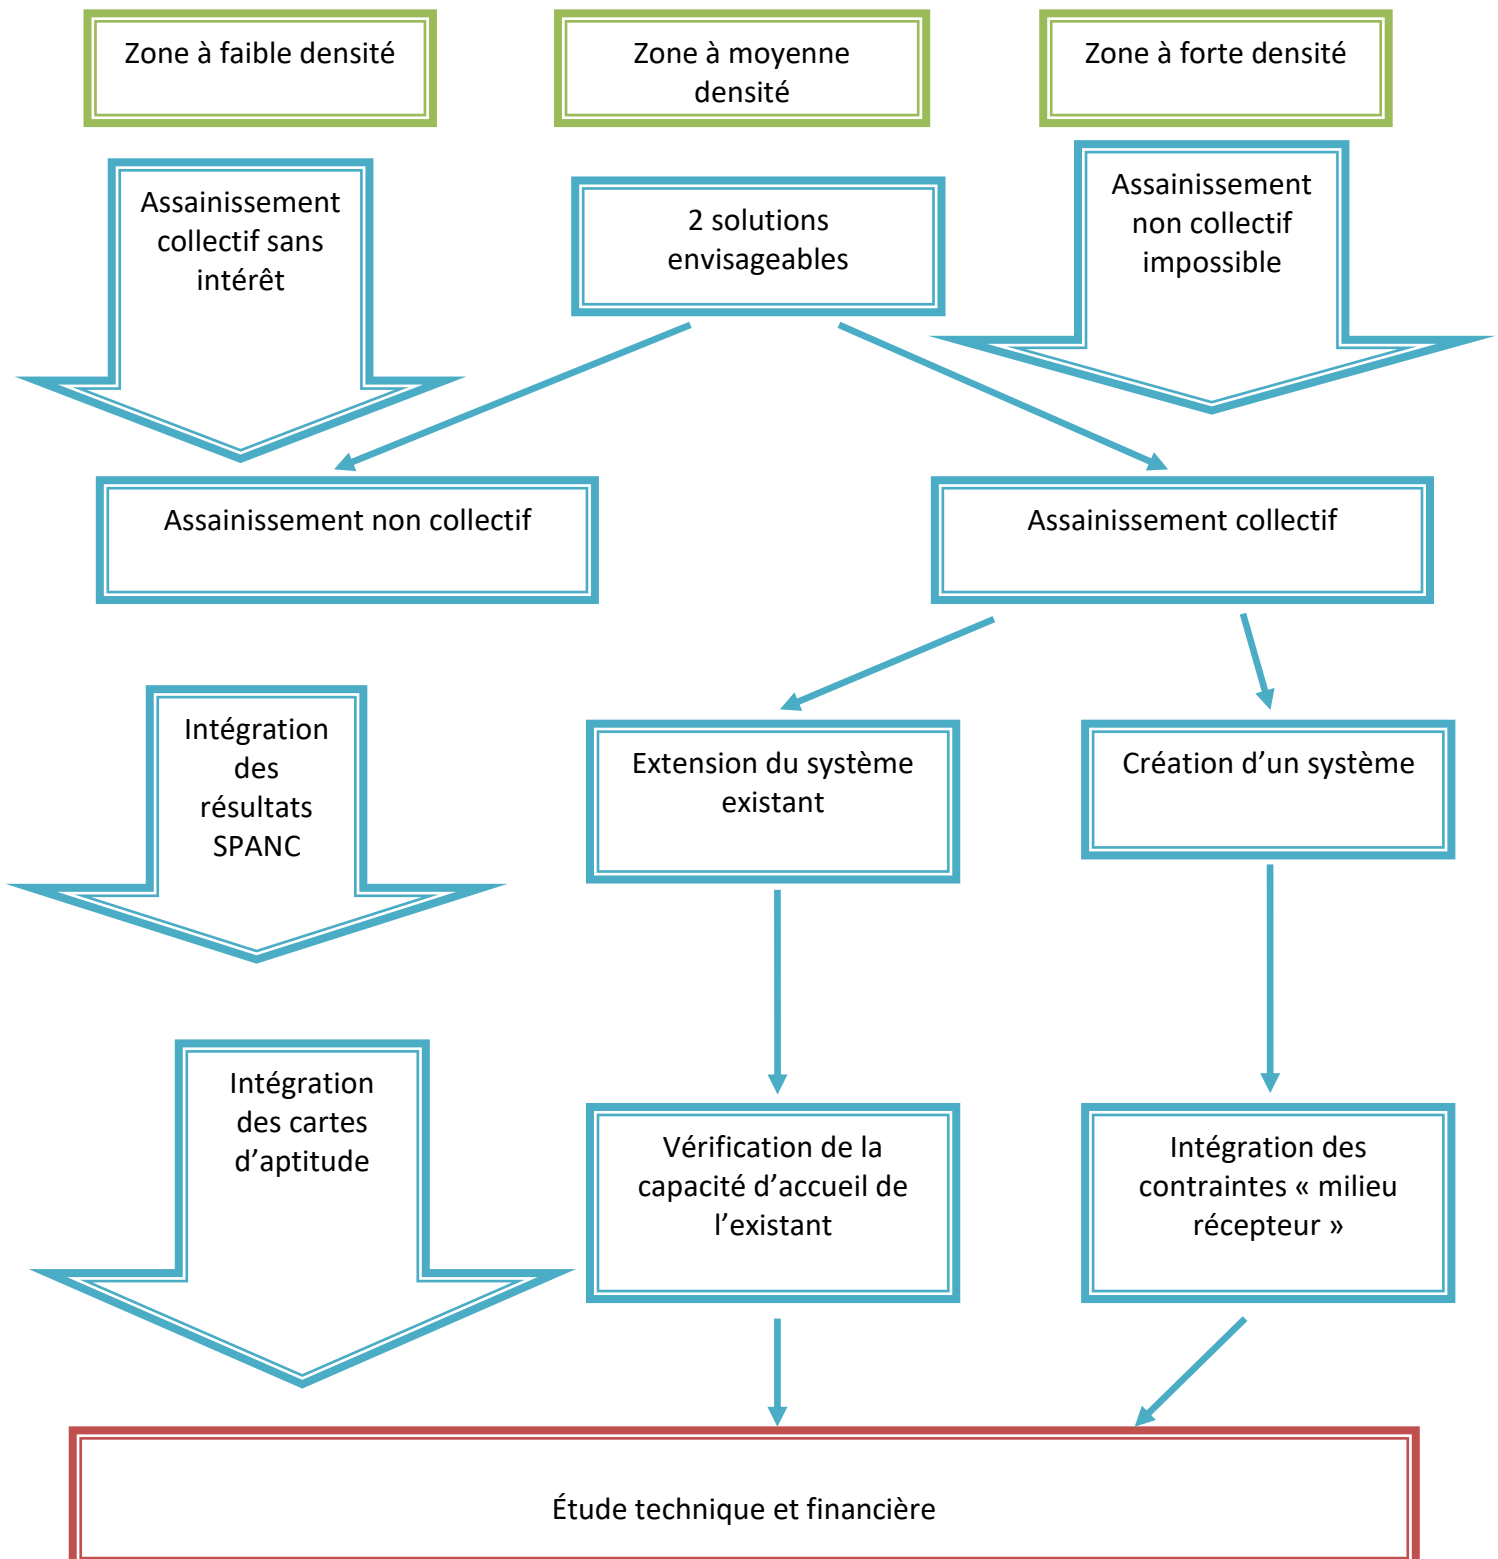 Zone à faible densité
Zone à moyenne
densité
Zone à forte densité
Assainissement
collectif sans
intérêt
2 solutions
envisageables
Assainissement
non collectif
impossible
Assainissement non collectif
Assainissement collectif
Intégration
des
résultats
SPANC
Extension du système
existant
Création d’un système
Intégration
des cartes
d’aptitude
Vérification de la
capacité d’accueil de
l’existant
Intégration des
contraintes « milieu
récepteur »
Étude technique et financière